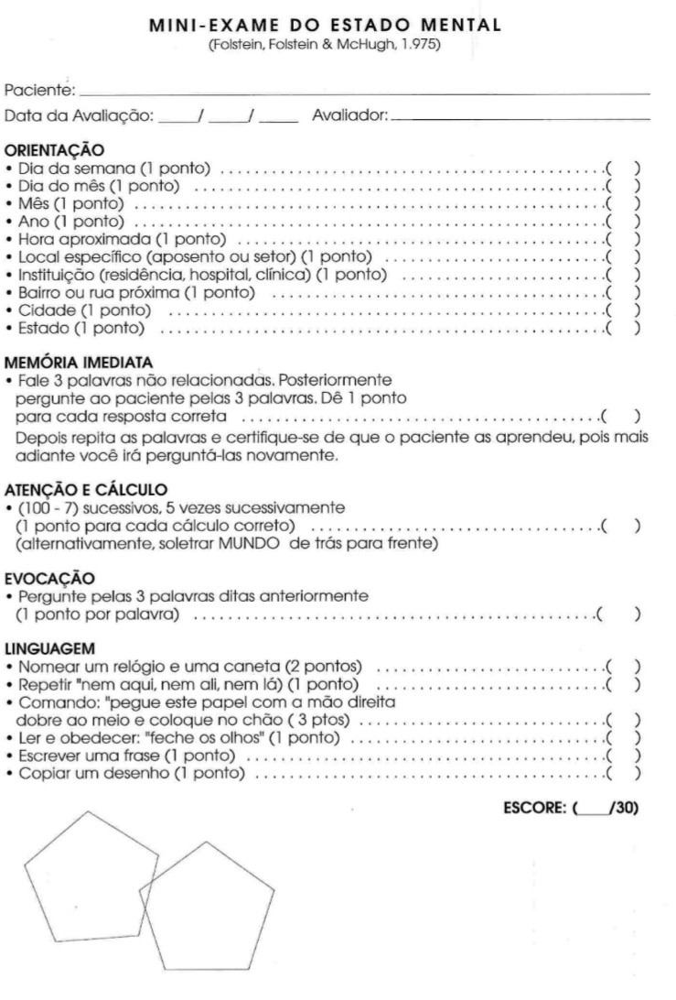 MINI-EXAME DO ESTADO MENTAL
(Folstein, Folstein & McHugh, 1.975)
Paciente: ____________________
Data da Avaliação: _____/ _____/ _____ Avaliador: ____________________
ORIENTAÇÃO
• Dia da semana (1 ponto) ........................................( )
• Dia do mês (1 ponto) ........................................( )
• Mês (1 ponto) ........................................( )
• Ano (1 ponto) ........................................( )
• Hora aproximada (1 ponto) ........................................( )
• Local específico (aposento ou setor) (1 ponto) ........................................( )
• Instituição (residência, hospital, clínica) (1 ponto) ........................................( )
• Bairro ou rua próxima (1 ponto) ........................................( )
• Cidade (1 ponto) ........................................( )
• Estado (1 ponto) ........................................( )
MEMÓRIA IMEDIATA
• Fale 3 palavras não relacionadas. Posteriormente
pergunte ao paciente pelas 3 palavras. Dê 1 ponto
para cada resposta correta ........................................( )
Depois repita as palavras e certifique-se de que o paciente as aprendeu, pois mais
adiante você irá perguntá-las novamente.
ATENÇÃO E CÁLCULO
• (100 - 7) sucessivos, 5 vezes sucessivamente
(1 ponto para cada cálculo correto) ........................................( )
(alternativamente, soletrar MUNDO de trás para frente)
EVOCAÇÃO
• Pergunte pelas 3 palavras ditas anteriormente
(1 ponto por palavra) ........................................( )
LINGUAGEM
• Nomear um relógio e uma caneta (2 pontos) ........................................( )
• Repetir "nem aqui, nem ali, nem lá) (1 ponto) ........................................( )
• Comando: "pegue este papel com a mão direita
dobre ao meio e coloque no chão ( 3 ptos) ........................................( )
• Ler e obedecer: "feche os olhos" (1 ponto) ........................................( )
• Escrever uma frase (1 ponto) ........................................( )
• Copiar um desenho (1 ponto) ........................................( )
ESCORE: (____/30)